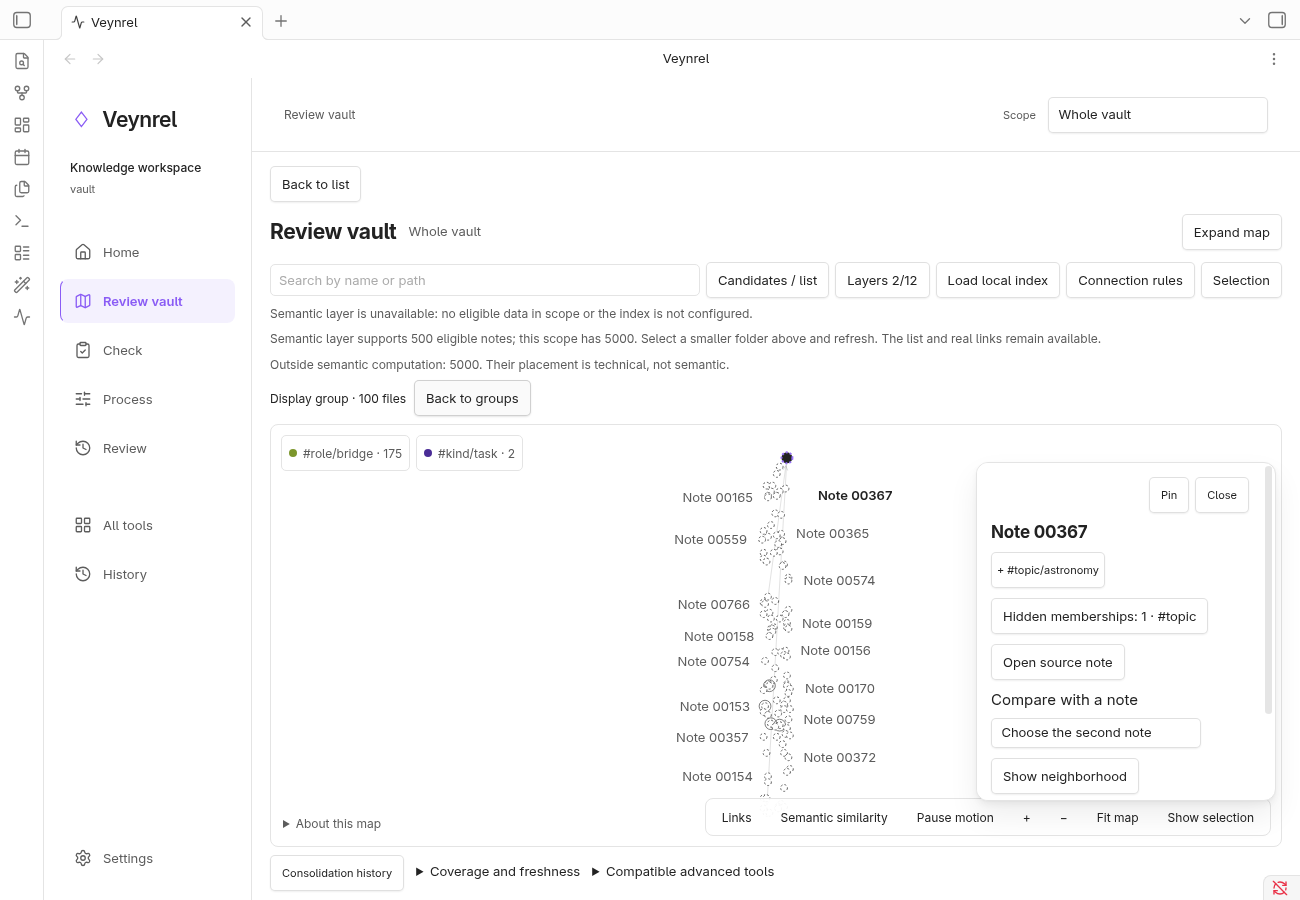 Veynrel
Veynrel
Veynrel
Knowledge workspace
vault
Home
Review vault
Check
Process
Review
All tools
History
Settings
Review vault
Scope
Whole vault
Back to list
Review vault Whole vault
Expand map
Search by name or path
Candidates / list
Layers 2/12
Load local index
Connection rules
Selection
Semantic layer is unavailable: no eligible data in scope or the index is not configured.
Semantic layer supports 500 eligible notes; this scope has 5000. Select a smaller folder above and refresh. The list and real links remain available.
Outside semantic computation: 5000. Their placement is technical, not semantic.
Display group · 100 files
Back to groups
#role/bridge · 175
#kind/task · 2
Note 00165
Note 00367
Note 00559
Note 00365
Note 00574
Note 00766
Note 00159
Note 00158
Note 00156
Note 00754
Note 00170
Note 00153
Note 00759
Note 00357
Note 00372
Note 00154
Pin
Close
Note 00367
+ #topic/astronomy
Hidden memberships: 1 · #topic
Open source note
Compare with a note
Choose the second note
Show neighborhood
About this map
Links
Semantic similarity
Pause motion
+
−
Fit map
Show selection
Consolidation history
Coverage and freshness
Compatible advanced tools